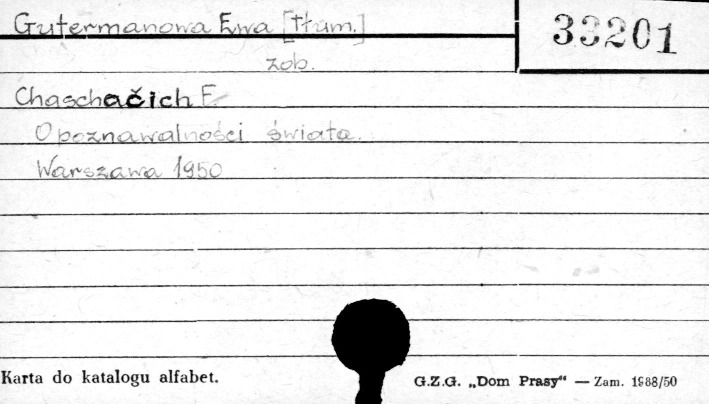 Gutermanowa Ewa [tłum.]
33201
zob.
Chaschačich F.
O poznawalności świata.
Warszawa 1950
Karta do katalogu alfabet.
G.Z.G. „Dom Prasy" — Zam. 1988/50